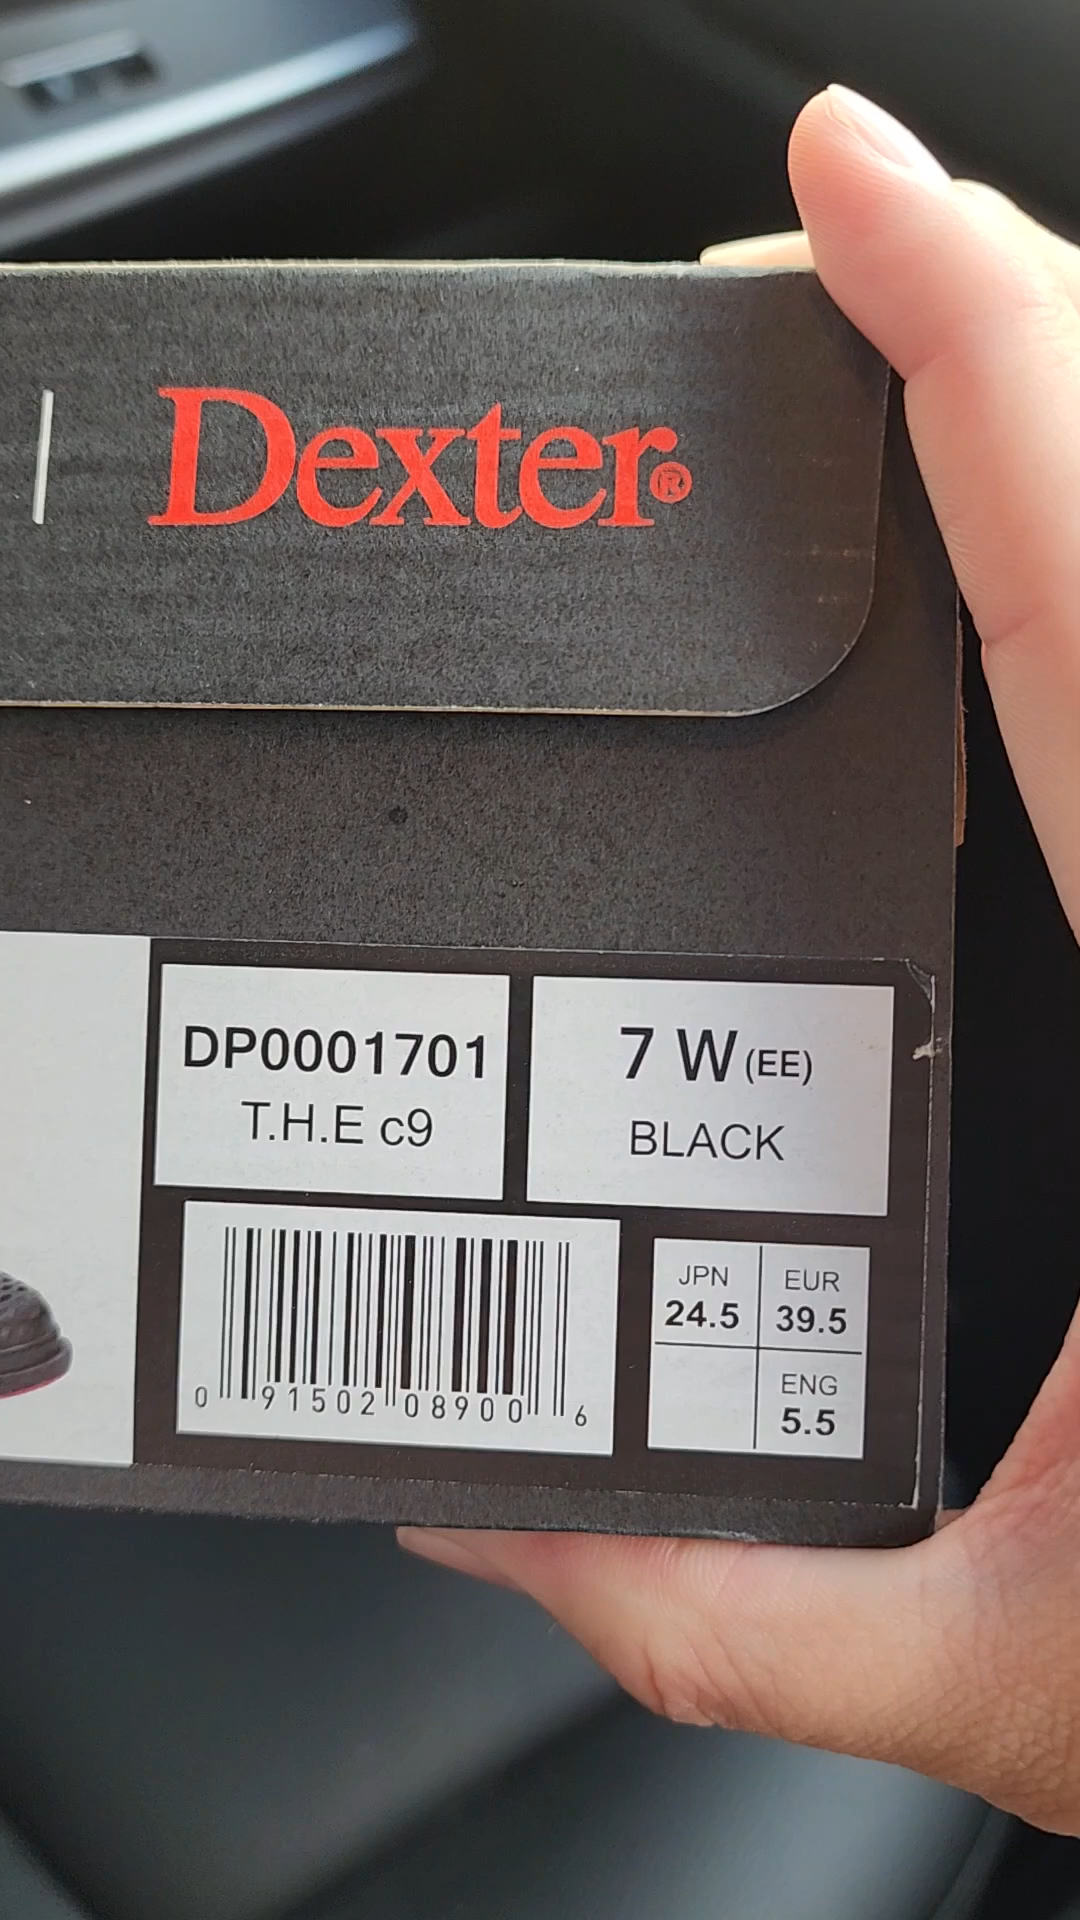 Dexter®
DP0001701
T.H.E c9
7 W (EE)
BLACK
0 91502 08900 6
JPN
24.5
EUR
39.5
ENG
5.5